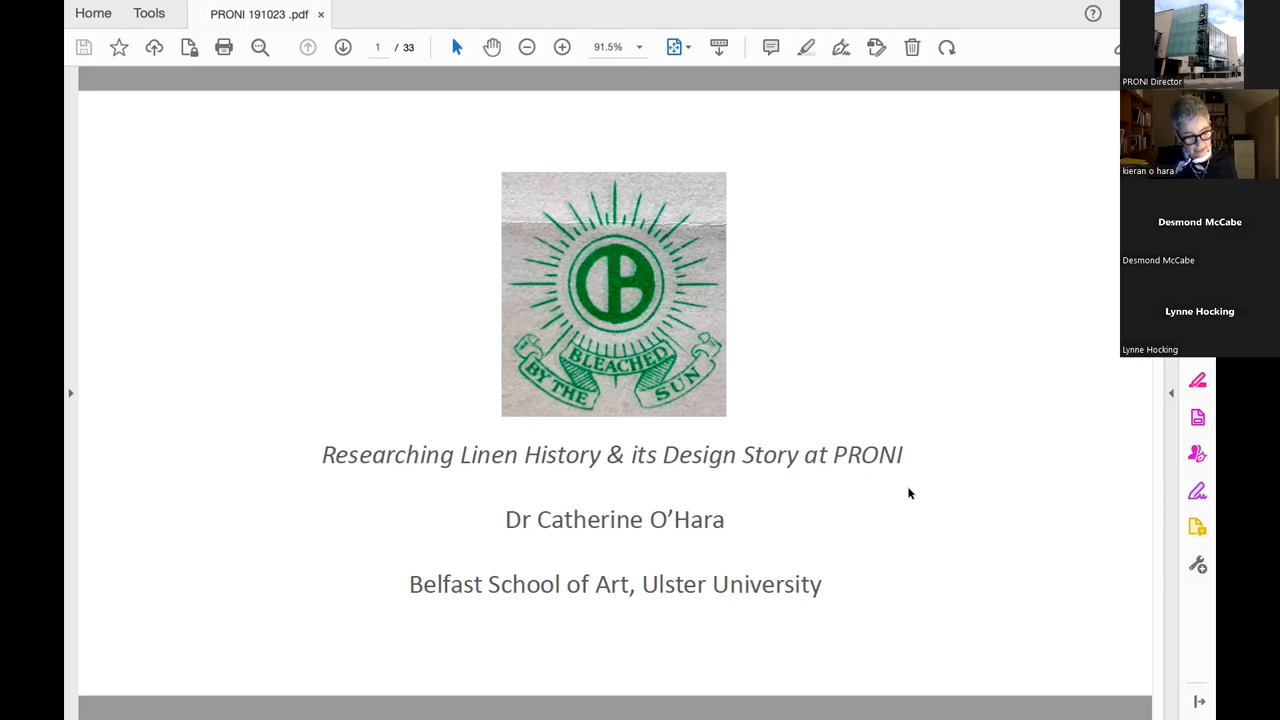 Home
Tools
PRONI 191023 .pdf
1 / 33
91.5%
PRONI Director
kieran o hara
Desmond McCabe
Desmond McCabe
Lynne Hocking
Lynne Hocking
CB
BLEACHED
BY THE
SUN
Researching Linen History & its Design Story at PRONI
Dr Catherine O’Hara
Belfast School of Art, Ulster University